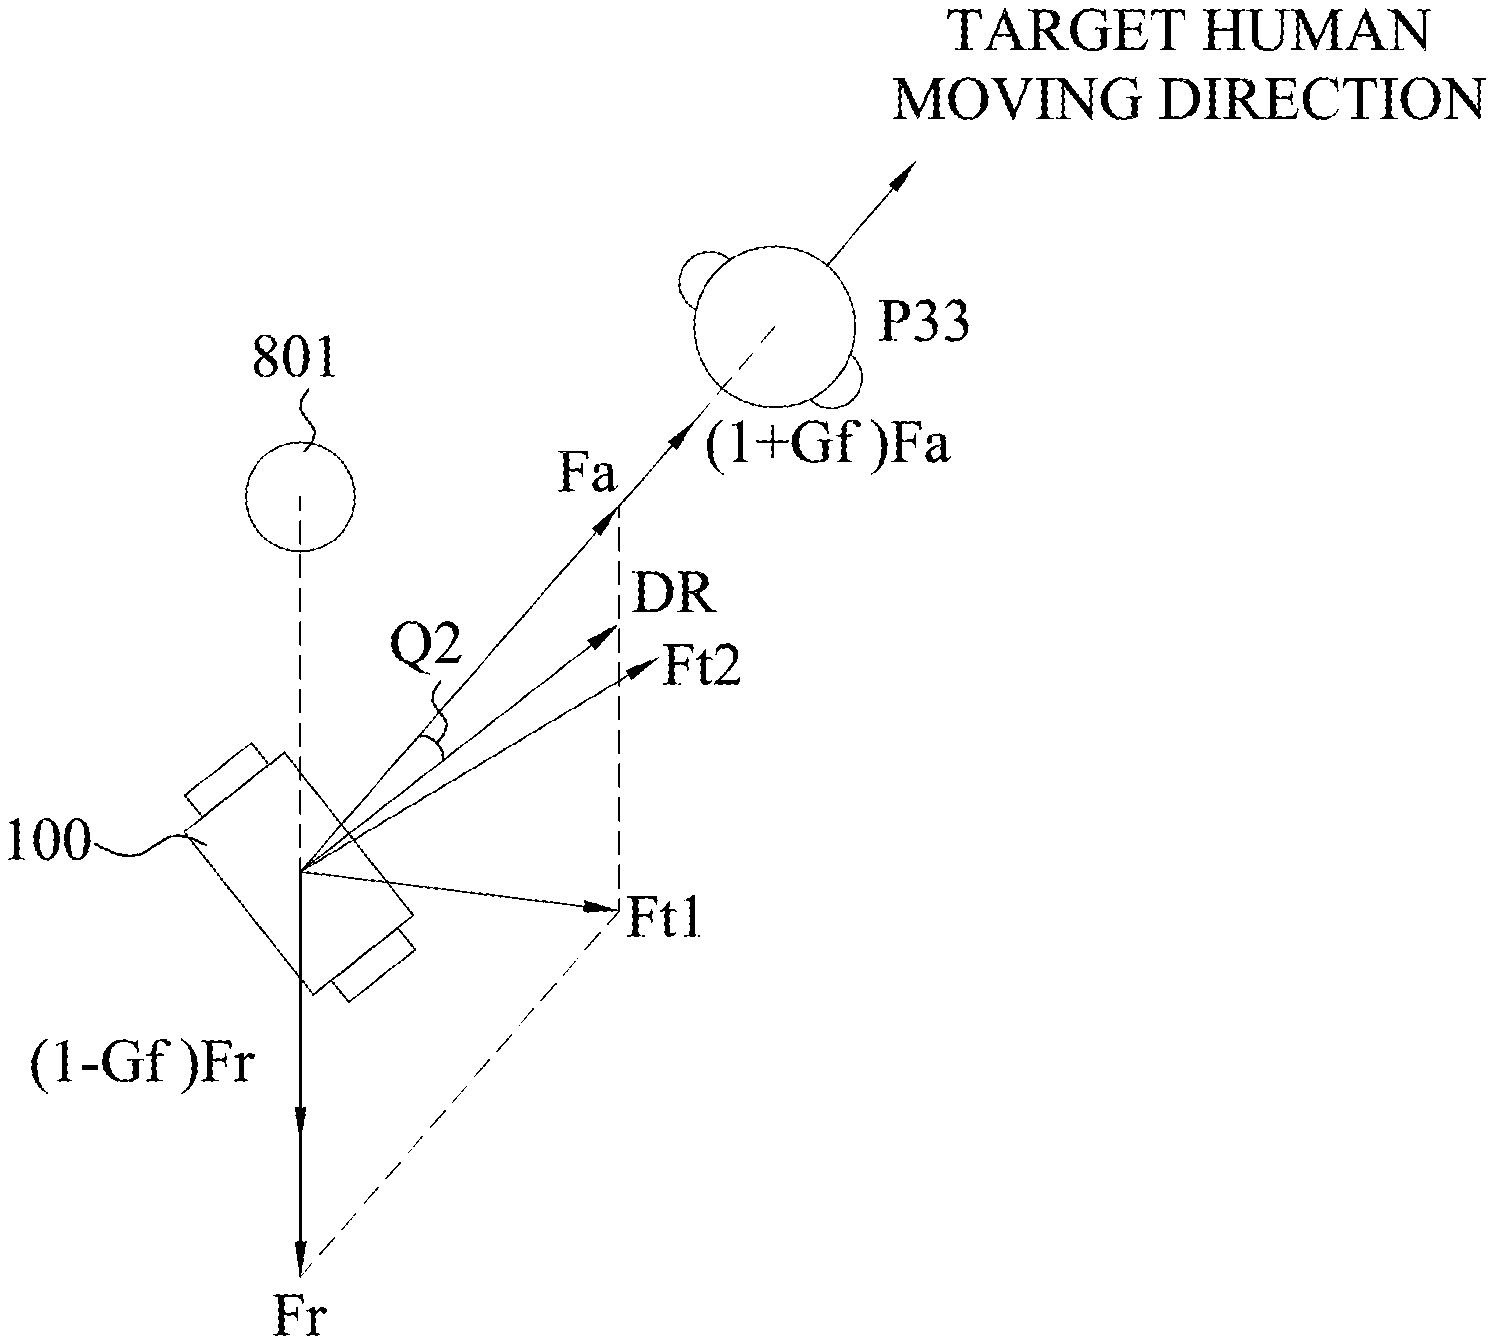 TARGET HUMAN
MOVING DIRECTION
P33
801
(1+Gf)Fa
Fa
DR
Q2
Ft2
100
Ft1
(1-Gf)Fr
Fr